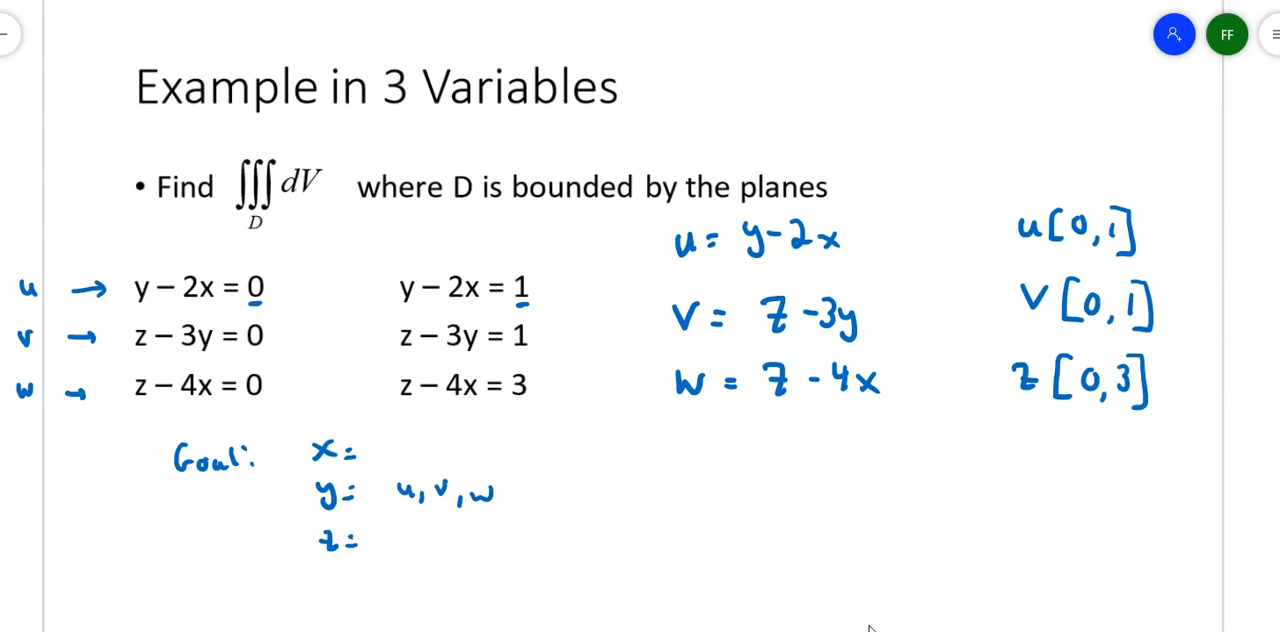 FF
Example in 3 Variables
• Find ∭_D dV where D is bounded by the planes
u = y - 2x u [0, 1]
u → y – 2x = 0 y – 2x = 1
v = z - 3y v [0, 1]
v → z – 3y = 0 z – 3y = 1
w → z – 4x = 0 z – 4x = 3
w = z - 4x z [0, 3]
Goal: x =
y = u, v, w
z =